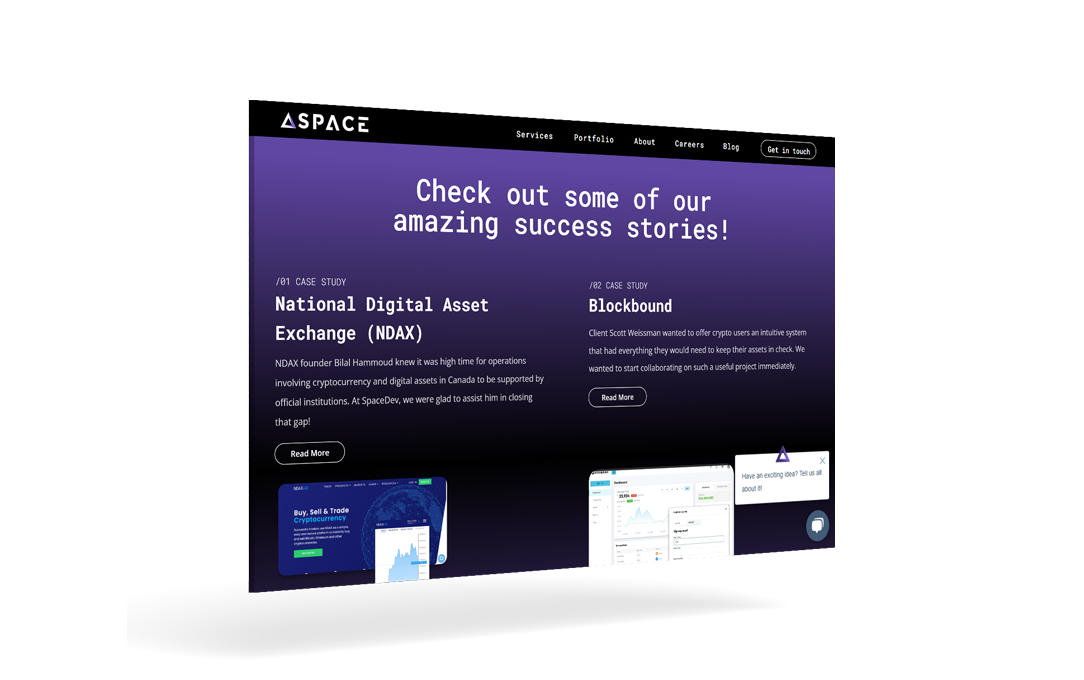 ASPACE
Services Portfolio About Careers Blog Get in touch
Check out some of our
amazing success stories!
/01 CASE STUDY
National Digital Asset
Exchange (NDAX)
NDAX founder Bilal Hammoud knew it was high time for operations
involving cryptocurrency and digital assets in Canada to be supported by
official institutions. At SpaceDev, we were glad to assist him in closing
that gap!
Read More
/02 CASE STUDY
Blockbound
Client Scott Weissman wanted to offer crypto users an intuitive system
that had everything they would need to keep their assets in check. We
wanted to start collaborating on such a useful project immediately.
Read More
Buy, Sell & Trade
Cryptocurrency
Dashboard
Have an exciting idea? Tell us all
about it!